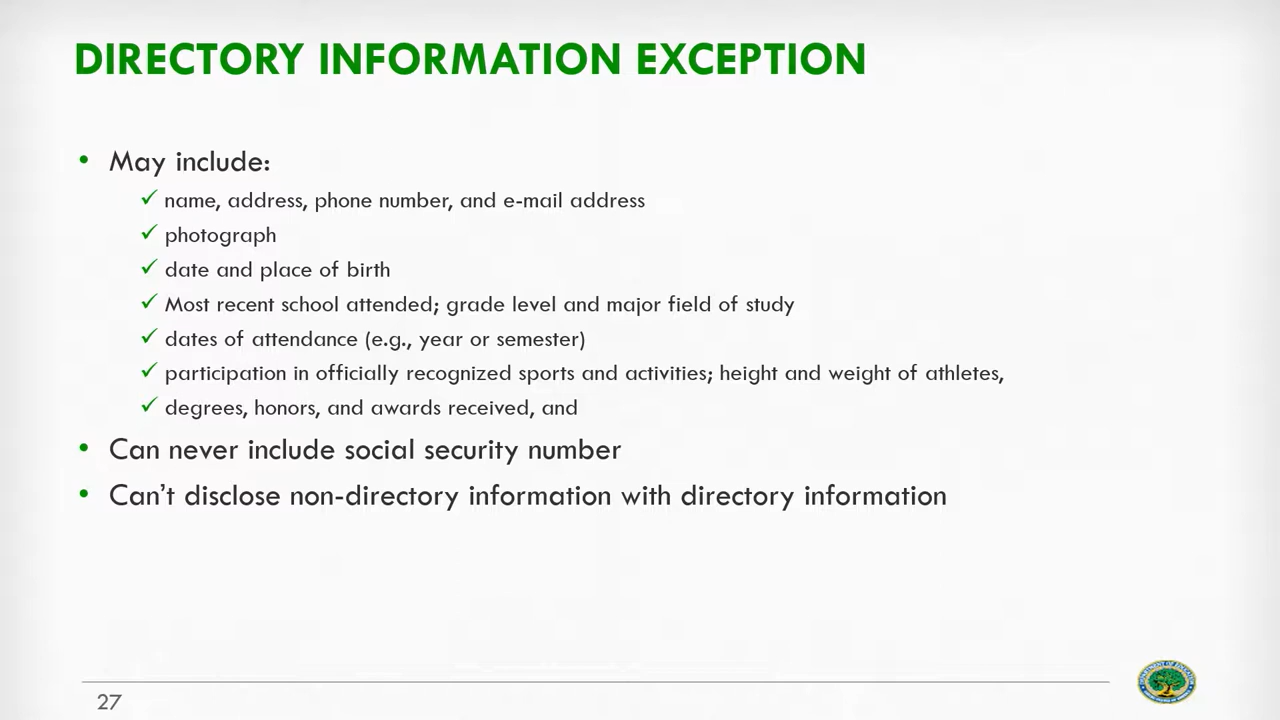 DIRECTORY INFORMATION EXCEPTION
• May include:
✓ name, address, phone number, and e-mail address
✓ photograph
✓ date and place of birth
✓ Most recent school attended; grade level and major field of study
✓ dates of attendance (e.g., year or semester)
✓ participation in officially recognized sports and activities; height and weight of athletes,
✓ degrees, honors, and awards received, and
• Can never include social security number
• Can’t disclose non-directory information with directory information
27